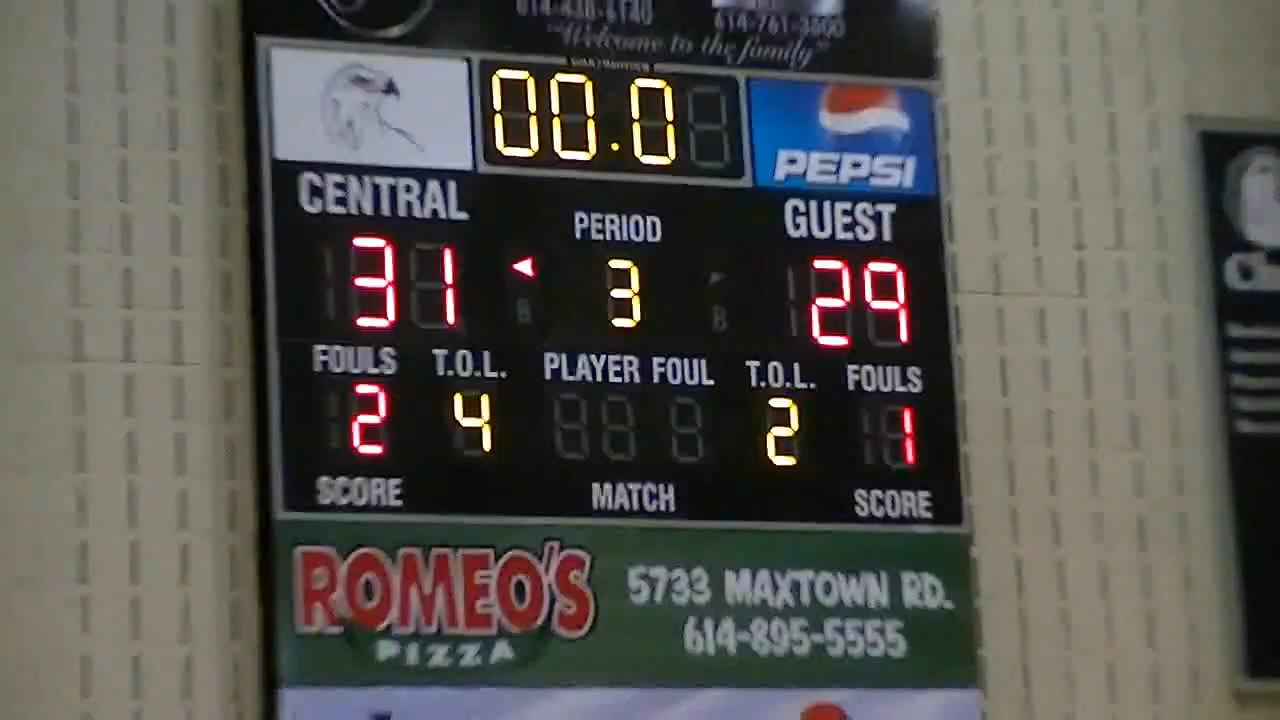 "Welcome to the family"
00.0
PEPSI
CENTRAL
PERIOD
GUEST
31
3
29
FOULS T.O.L. PLAYER FOUL T.O.L. FOULS
2 4 2 1
SCORE MATCH SCORE
ROMEO'S
PIZZA
5733 MAXTOWN RD.
614-895-5555